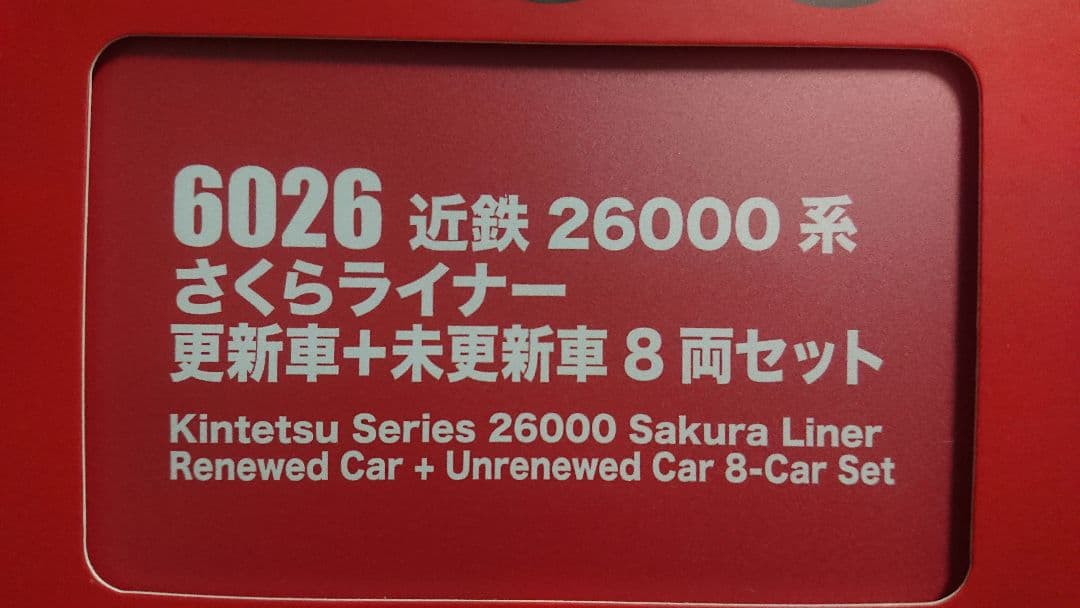 6026 近鉄 26000 系
さくらライナー
更新車+未更新車 8 両セット
Kintetsu Series 26000 Sakura Liner
Renewed Car + Unrenewed Car 8-Car Set